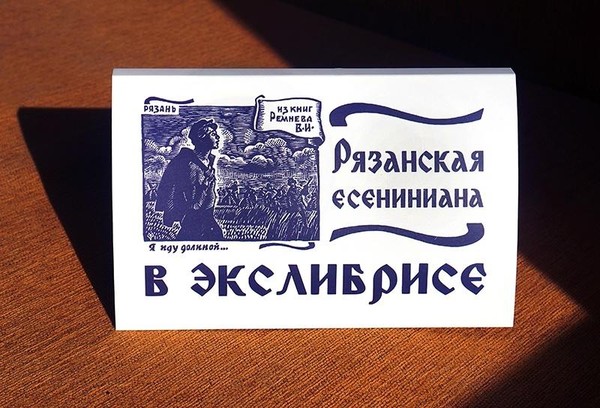 РЯЗАНЬ
ИЗ КНИГ
РЕМНЕВА
В.И.
Я иду долиной...
Рязанская
есениниана
в экслибрисе